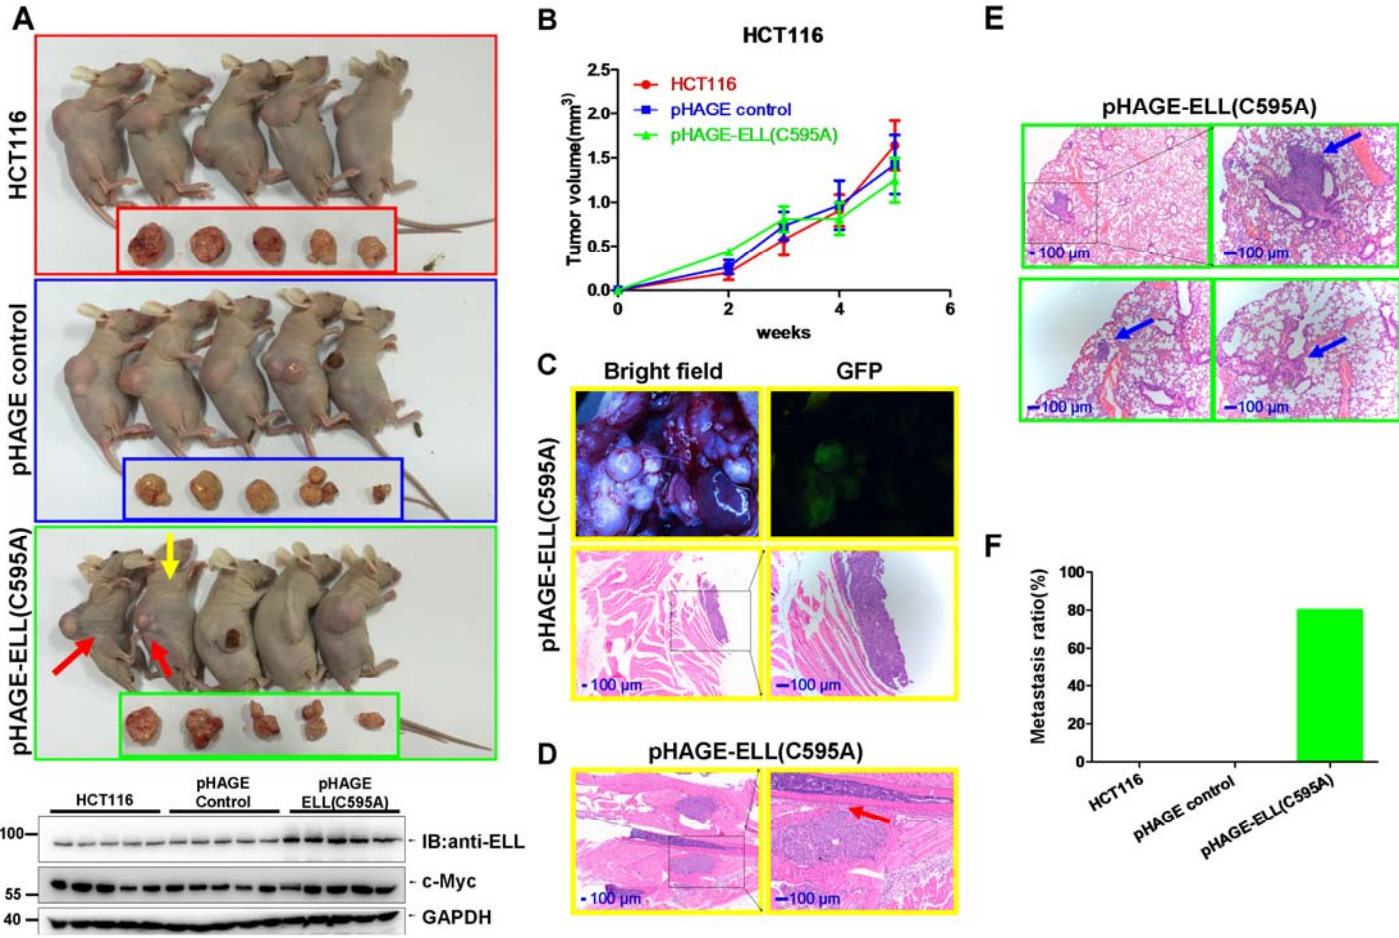 A
HCT116
pHAGE control
pHAGE-ELL(C595A)
HCT116
pHAGE
Control
pHAGE
ELL(C595A)
100
IB:anti-ELL
c-Myc
55
GAPDH
40
B
HCT116
2.5
2.0
1.5
1.0
0.5
0.0
Tumor volume(mm³)
HCT116
pHAGE control
pHAGE-ELL(C595A)
0
2
4
6
weeks
C
Bright field
GFP
pHAGE-ELL(C595A)
100 µm
100 µm
D
pHAGE-ELL(C595A)
100 µm
100 µm
E
pHAGE-ELL(C595A)
100 µm
100 µm
100 µm
100 µm
F
Metastasis ratio(%)
100
80
60
40
20
0
HCT116
pHAGE control
pHAGE-ELL(C595A)